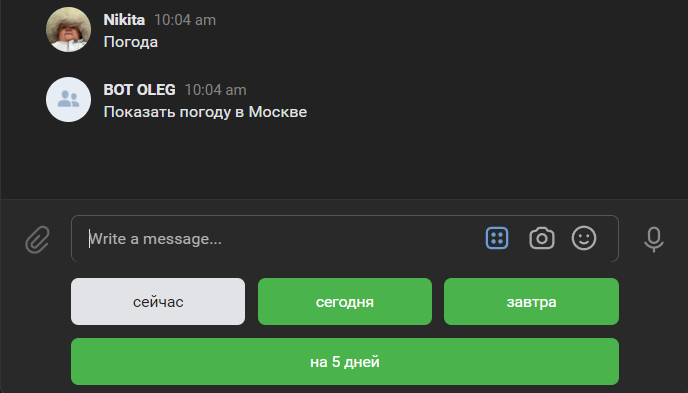 Nikita 10:04 am
Погода
BOT OLEG 10:04 am
Показать погоду в Москве
Write a message...
сейчас
сегодня
завтра
на 5 дней